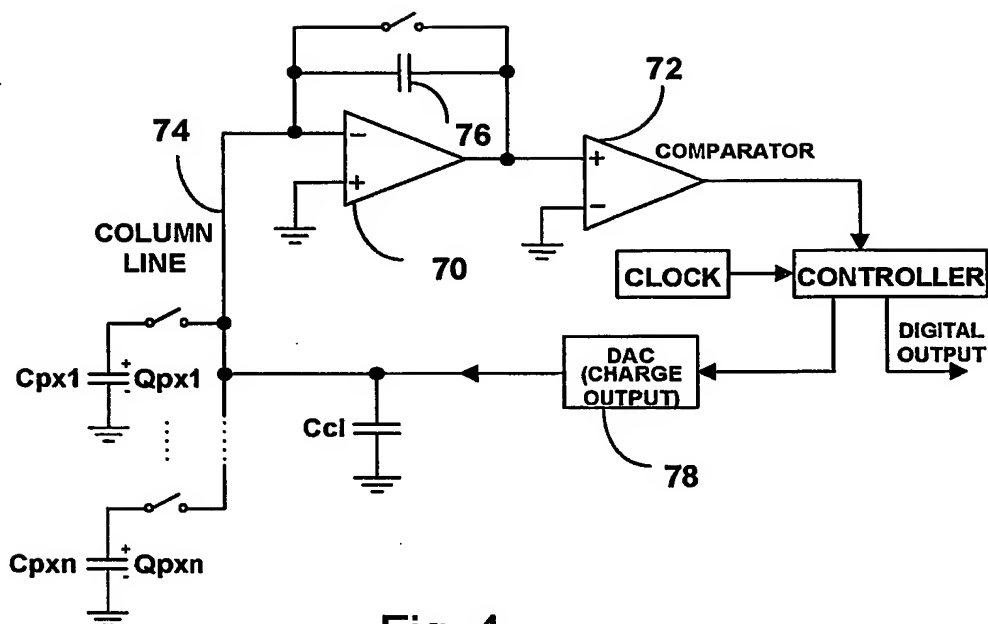 72
74
76
COMPARATOR
COLUMN
LINE
70
CLOCK
CONTROLLER
DIGITAL
OUTPUT
DAC
(CHARGE
OUTPUT)
Cpx1
+
-
Qpx1
Ccl
78
Cpxn
+
-
Qpxn